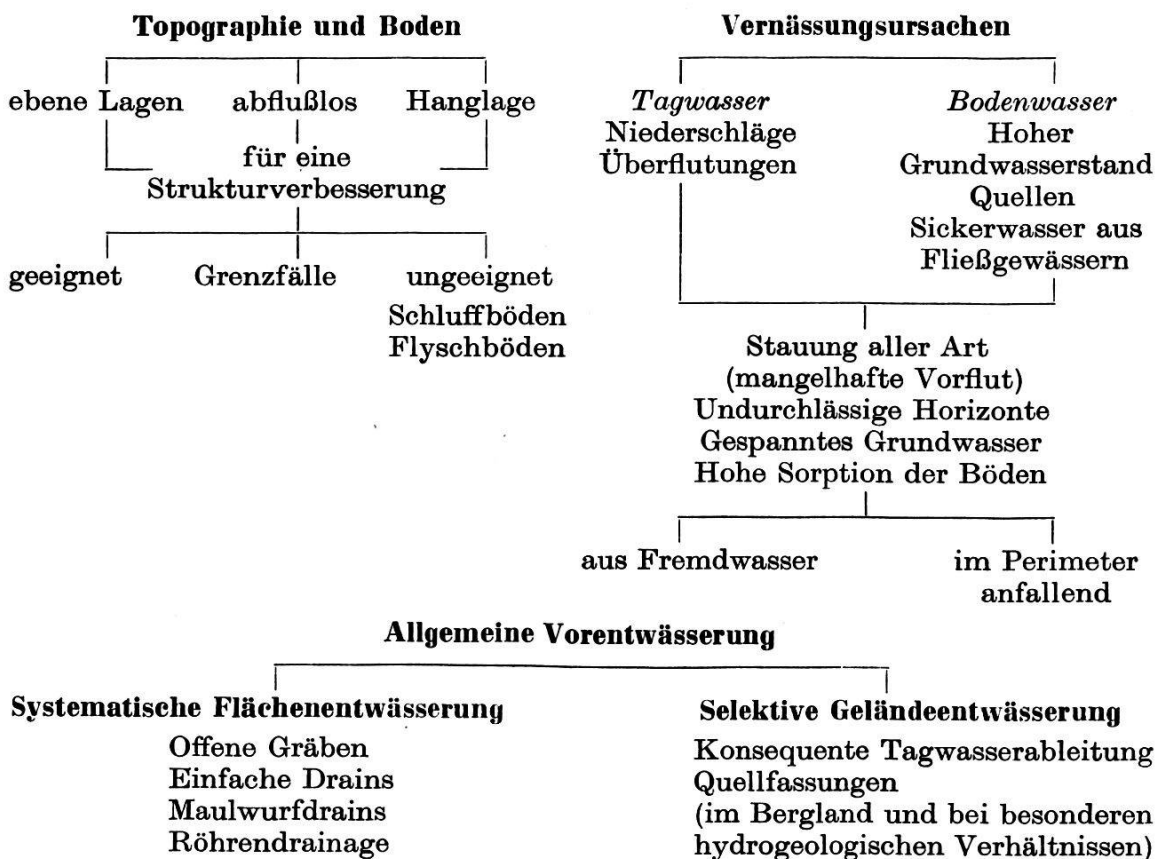 Topographie und Boden
ebene Lagen abflußlos Hanglage
für eine
Strukturverbesserung
geeignet Grenzfälle ungeeignet
Schluffböden
Flyschböden
Vernässungsursachen
Tagwasser
Niederschläge
Überflutungen
Bodenwasser
Hoher
Grundwasserstand
Quellen
Sickerwasser aus
Fließgewässern
Stauung aller Art
(mangelhafte Vorflut)
Undurchlässige Horizonte
Gespanntes Grundwasser
Hohe Sorption der Böden
aus Fremdwasser
im Perimeter
anfallend
Allgemeine Vorentwässerung
Systematische Flächenentwässerung
Offene Gräben
Einfache Drains
Maulwurfdrains
Röhrendrainage
Selektive Geländeentwässerung
Konsequente Tagwasserableitung
Quellfassungen
(im Bergland und bei besonderen
hydrogeologischen Verhältnissen)